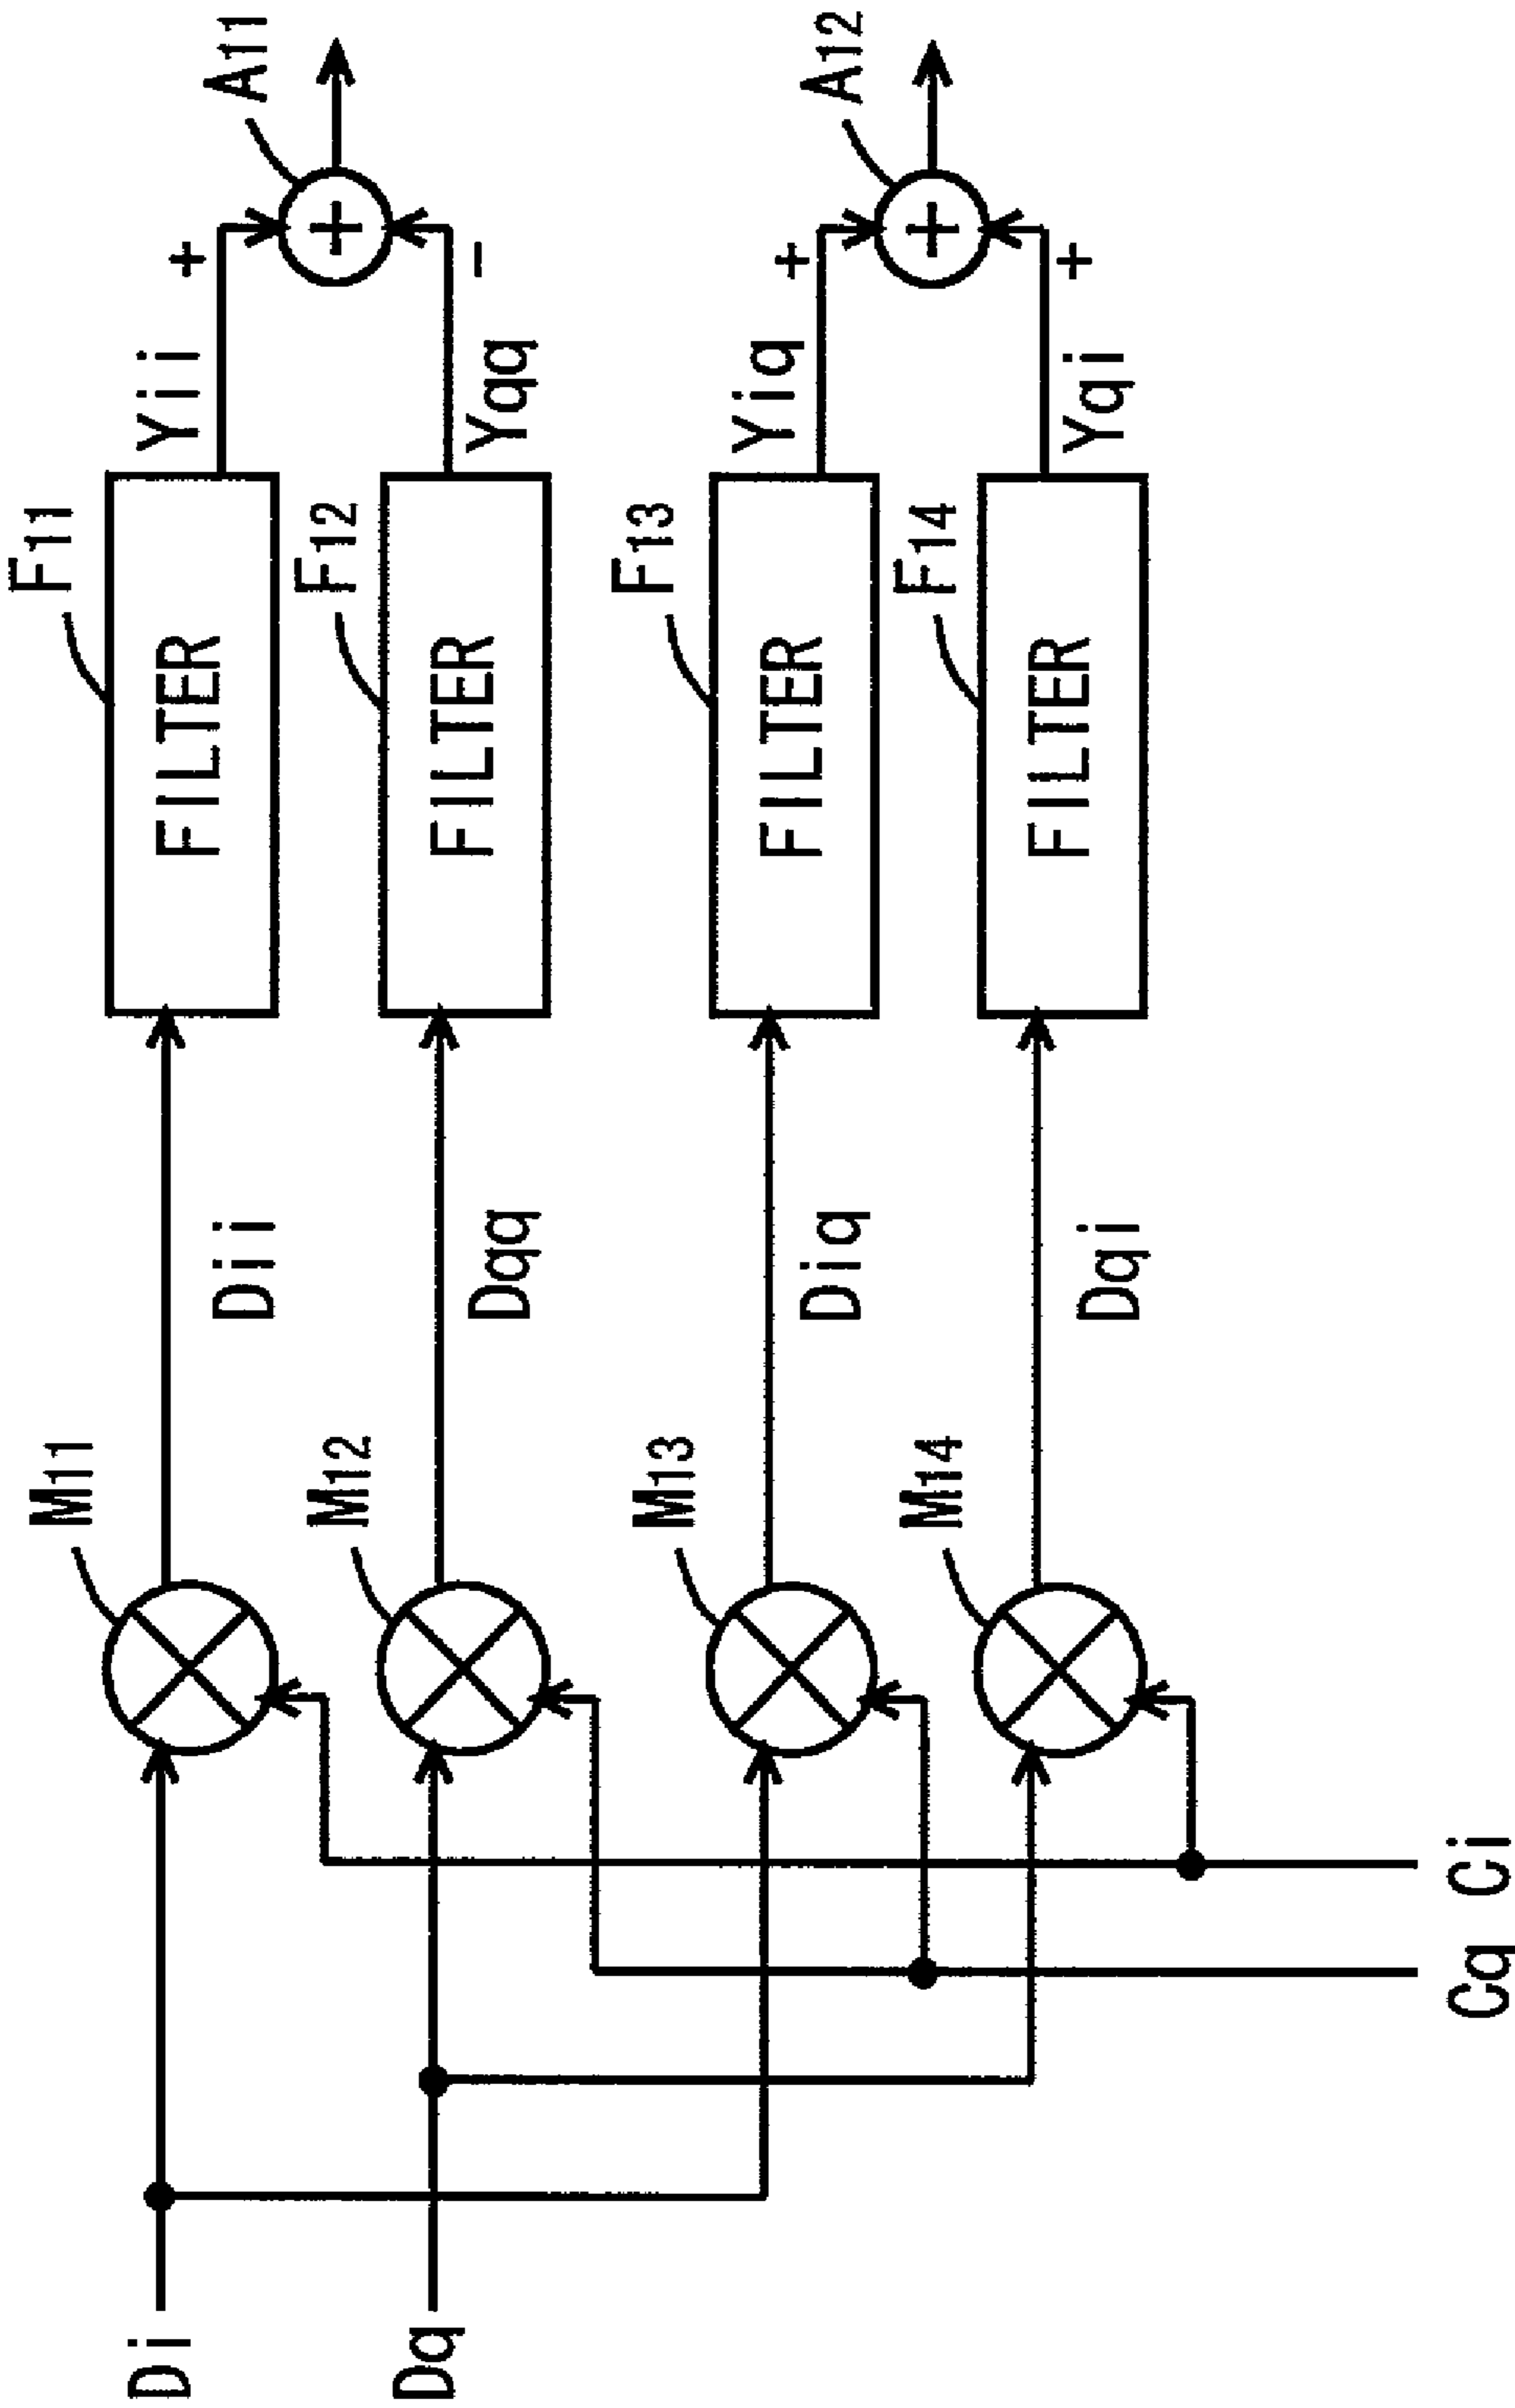 Di
Dq
Cq
Ci
M11
M12
M13
M14
Dii
Dqq
Diq
Dqi
F11
FILTER
F12
FILTER
F13
FILTER
F14
FILTER
Yii
+
Yqq
-
Yiq
+
Yqi
+
+
A11
+
A12